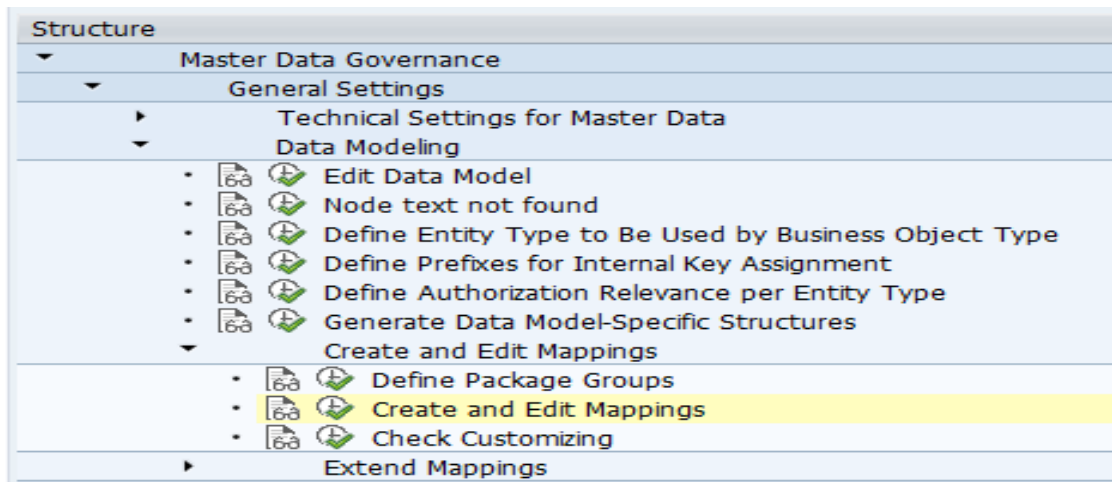 Structure
Master Data Governance
General Settings
Technical Settings for Master Data
Data Modeling
Edit Data Model
Node text not found
Define Entity Type to Be Used by Business Object Type
Define Prefixes for Internal Key Assignment
Define Authorization Relevance per Entity Type
Generate Data Model-Specific Structures
Create and Edit Mappings
Define Package Groups
Create and Edit Mappings
Check Customizing
Extend Mappings